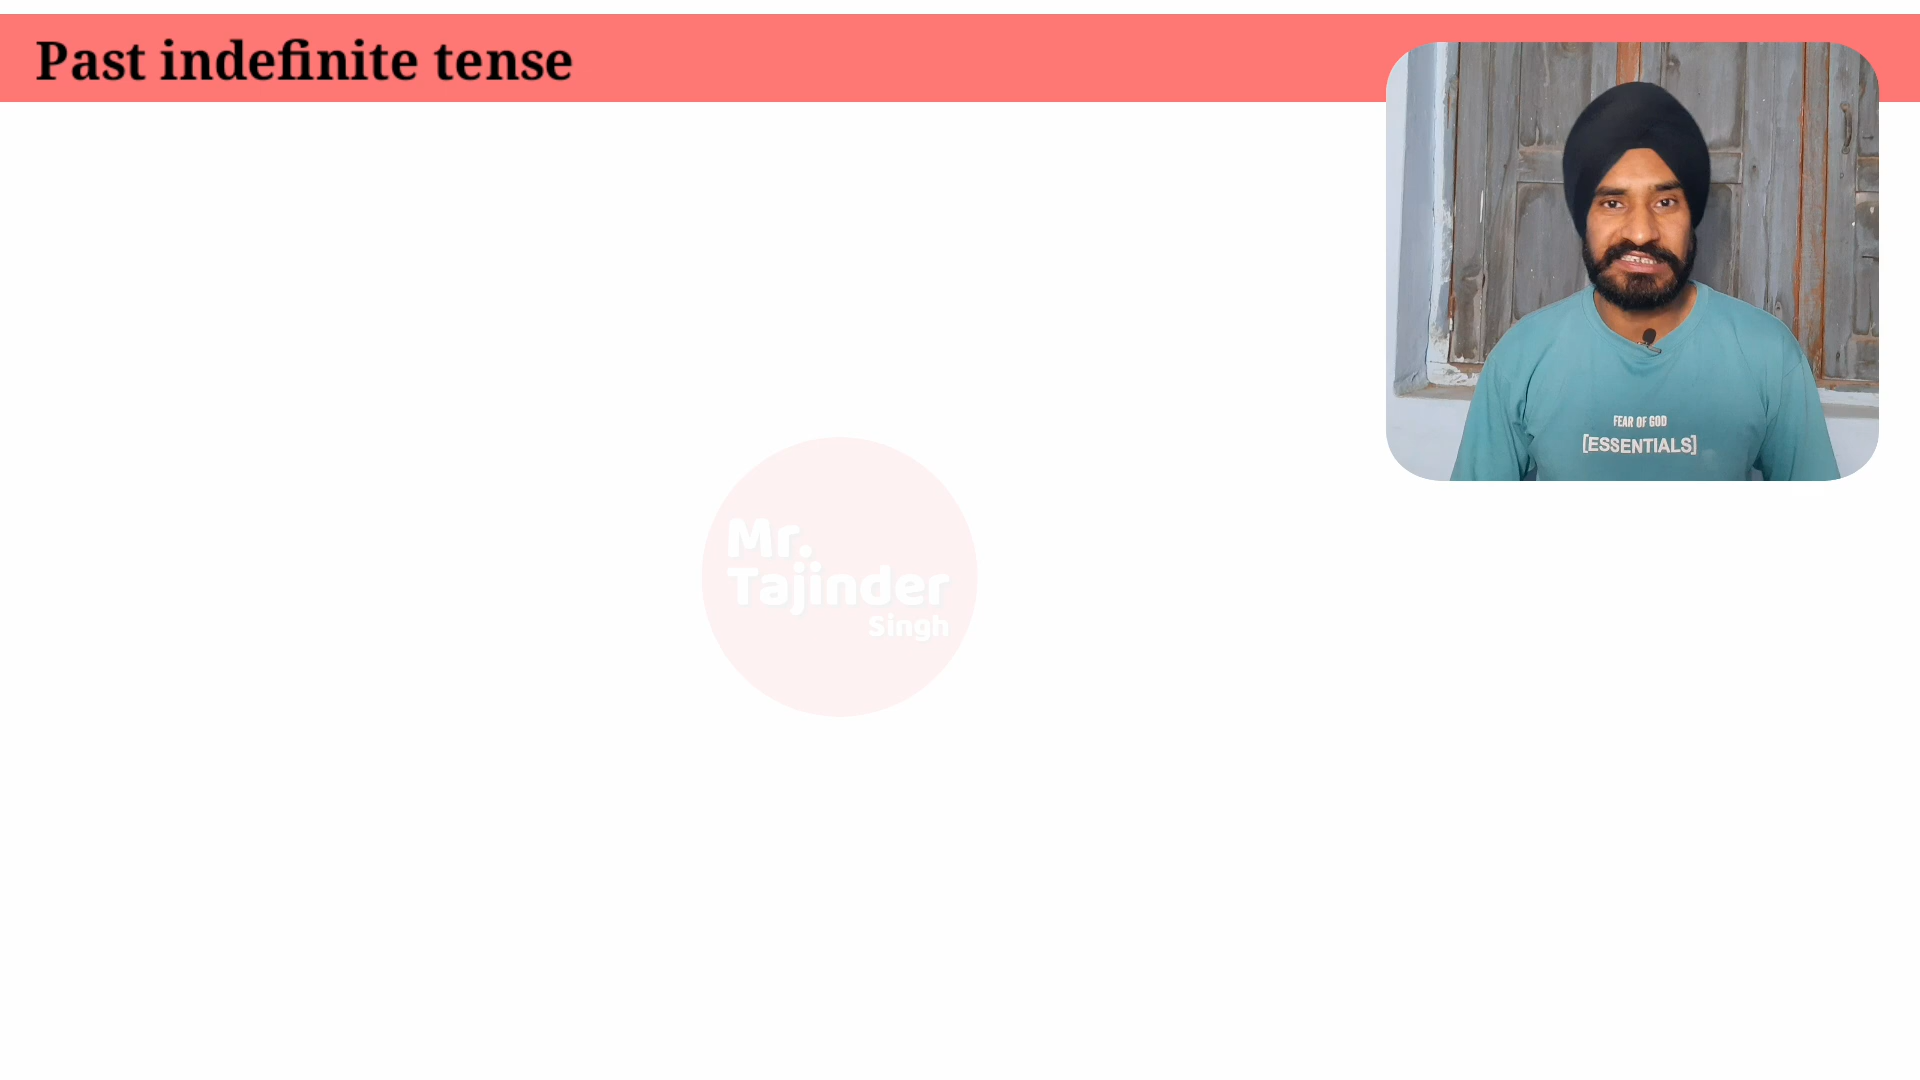 Past indefinite tense
FEAR OF GOD
[ESSENTIALS]
Mr.
Tajinder
Singh